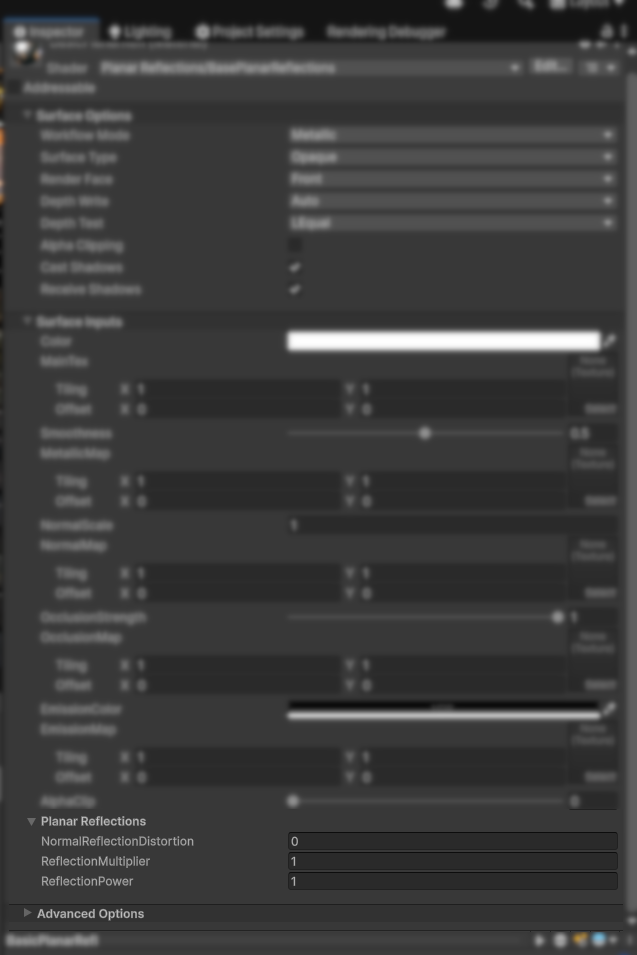 Inspector Lighting Project Settings Rendering Debugger
Shader Planar Reflections/BasePlanarReflections Edit...
Addressable
Surface Options
Workflow Mode Metallic
Surface Type Opaque
Render Face Front
Depth Write Auto
Depth Test LEqual
Alpha Clipping
Cast Shadows
Receive Shadows
Surface Inputs
Color
MainTex None
(Texture)
Tiling X 1 Y 1
Offset X 0 Y 0 Select
Smoothness 0.5
MetallicMap None
(Texture)
Tiling X 1 Y 1
Offset X 0 Y 0 Select
NormalScale 1
NormalMap None
(Texture)
Tiling X 1 Y 1
Offset X 0 Y 0 Select
OcclusionStrength 1
OcclusionMap None
(Texture)
Tiling X 1 Y 1
Offset X 0 Y 0 Select
EmissionColor
EmissionMap None
(Texture)
Tiling X 1 Y 1
Offset X 0 Y 0 Select
AlphaClip 0
Planar Reflections
NormalReflectionDistortion 0
ReflectionMultiplier 1
ReflectionPower 1
Advanced Options
BasicPlanarRefl